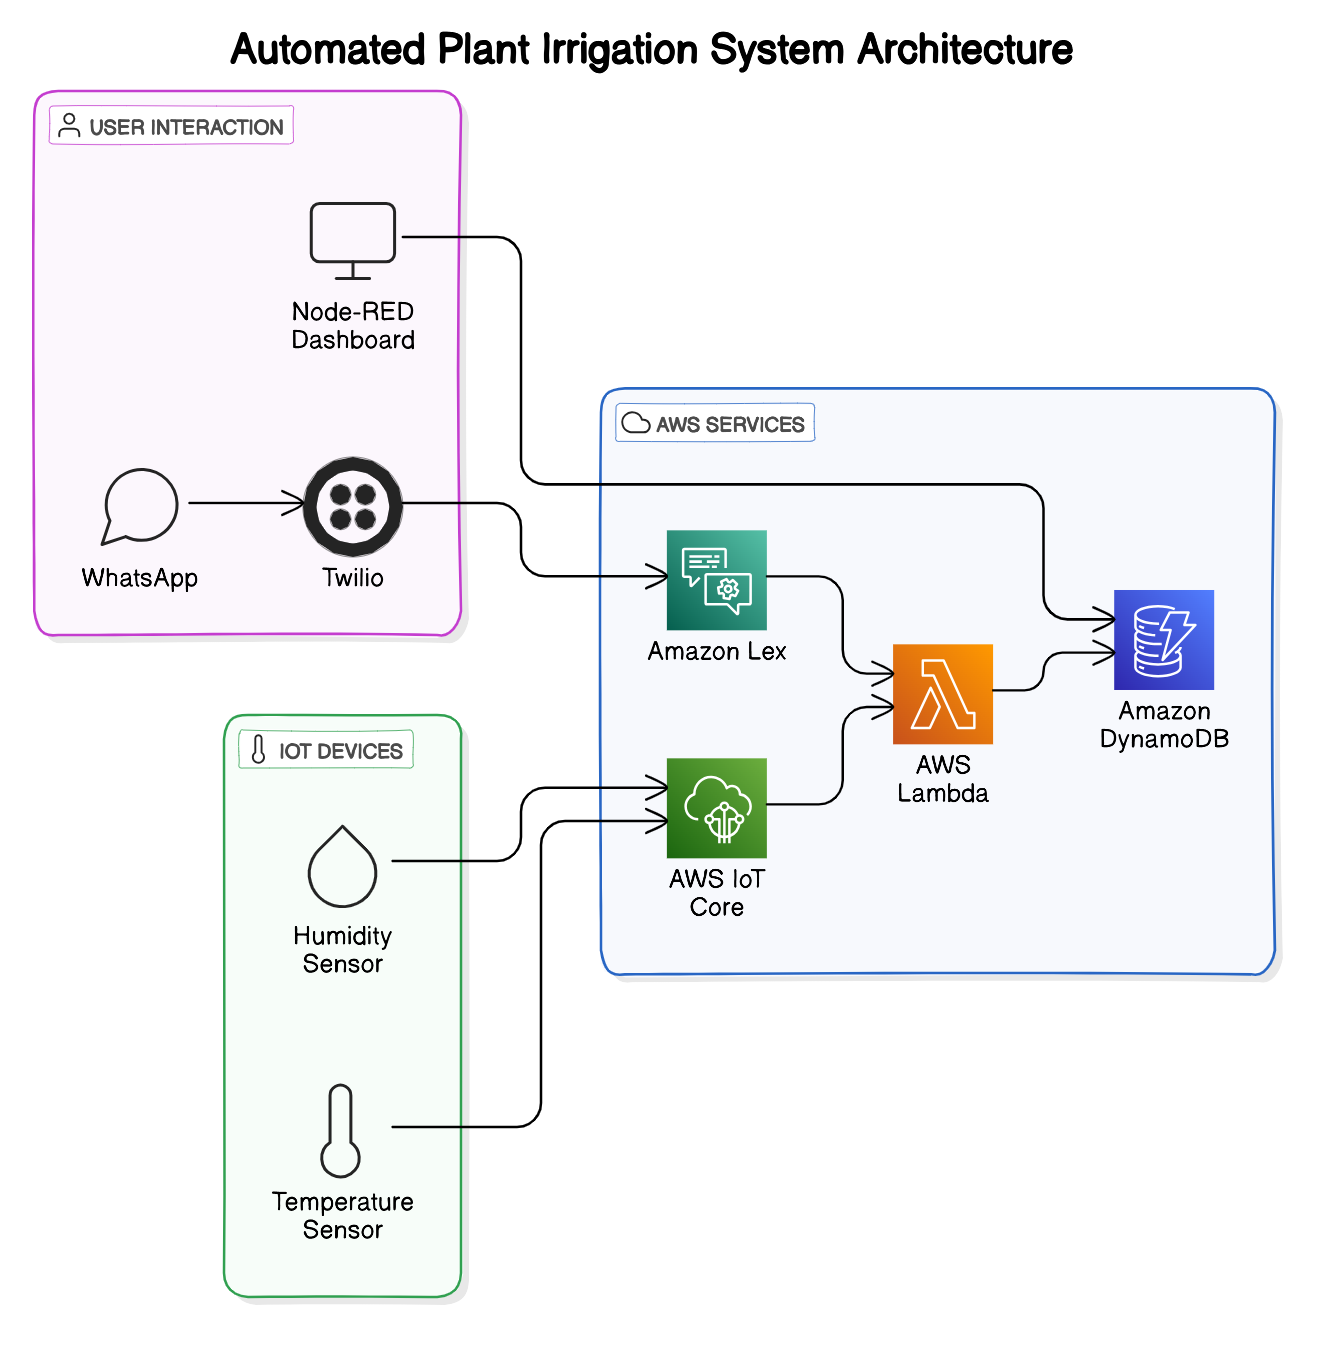 Automated Plant Irrigation System Architecture
USER INTERACTION
Node-RED
Dashboard
WhatsApp
Twilio
AWS SERVICES
Amazon Lex
AWS
Lambda
Amazon
DynamoDB
AWS IoT
Core
IOT DEVICES
Humidity
Sensor
Temperature
Sensor